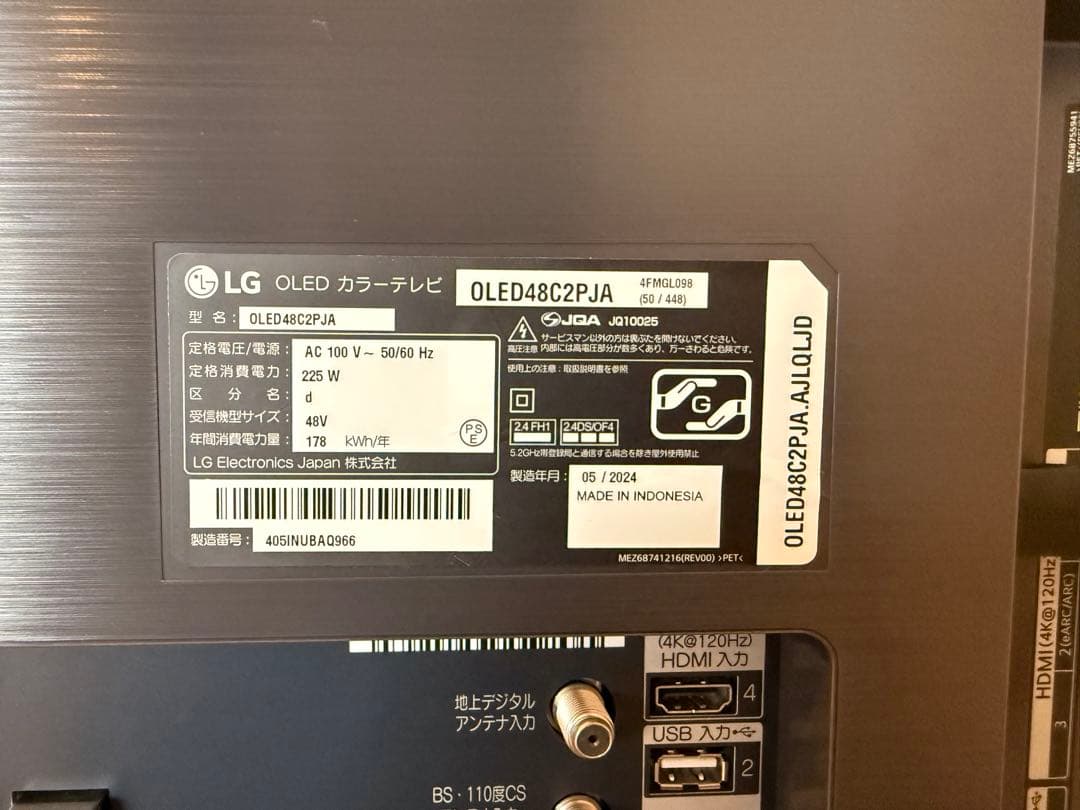 LG OLED カラーテレビ
OLED48C2PJA
4FMGL098
(50 / 448)
型 名: OLED48C2PJA
定格電圧/電源: AC 100 V～ 50/60 Hz
定格消費電力: 225 W
区 分 名: d
受信機型サイズ: 48V
年間消費電力量: 178 kWh/年
PS
E
LG Electronics Japan 株式会社
製造番号: 405INUBAQ966
JQA JQ10025
高圧注意
サービスマン以外の方は裏ぶたを開けないでください。
内部には高電圧部分が数多くあり、万一さわると危険です。
使用上の注意:取扱説明書を参照
G
2.4 FH1
2.4DS/OF4
5.2GHz帯登録局と通信する場合を除き屋外使用禁止
製造年月: 05 / 2024
MADE IN INDONESIA
MEZ68741216(REV00) >PET<
OLED48C2PJA.AJLQLJD
(4K@120Hz)
HDMI 入力
4
地上デジタル
アンテナ入力
USB 入力
2
BS・110度CS
HDMI (4K@120Hz
2(eARC/ARC)
3